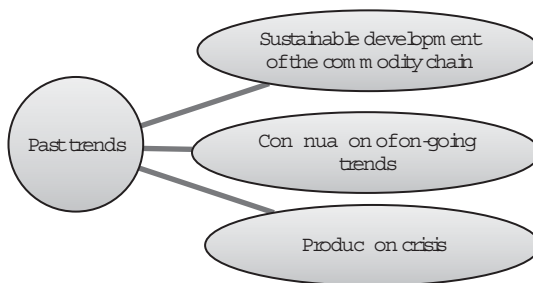 Sustainable development
of the commodity chain
Past trends
Con nua on of on-going
trends
Produc on crisis